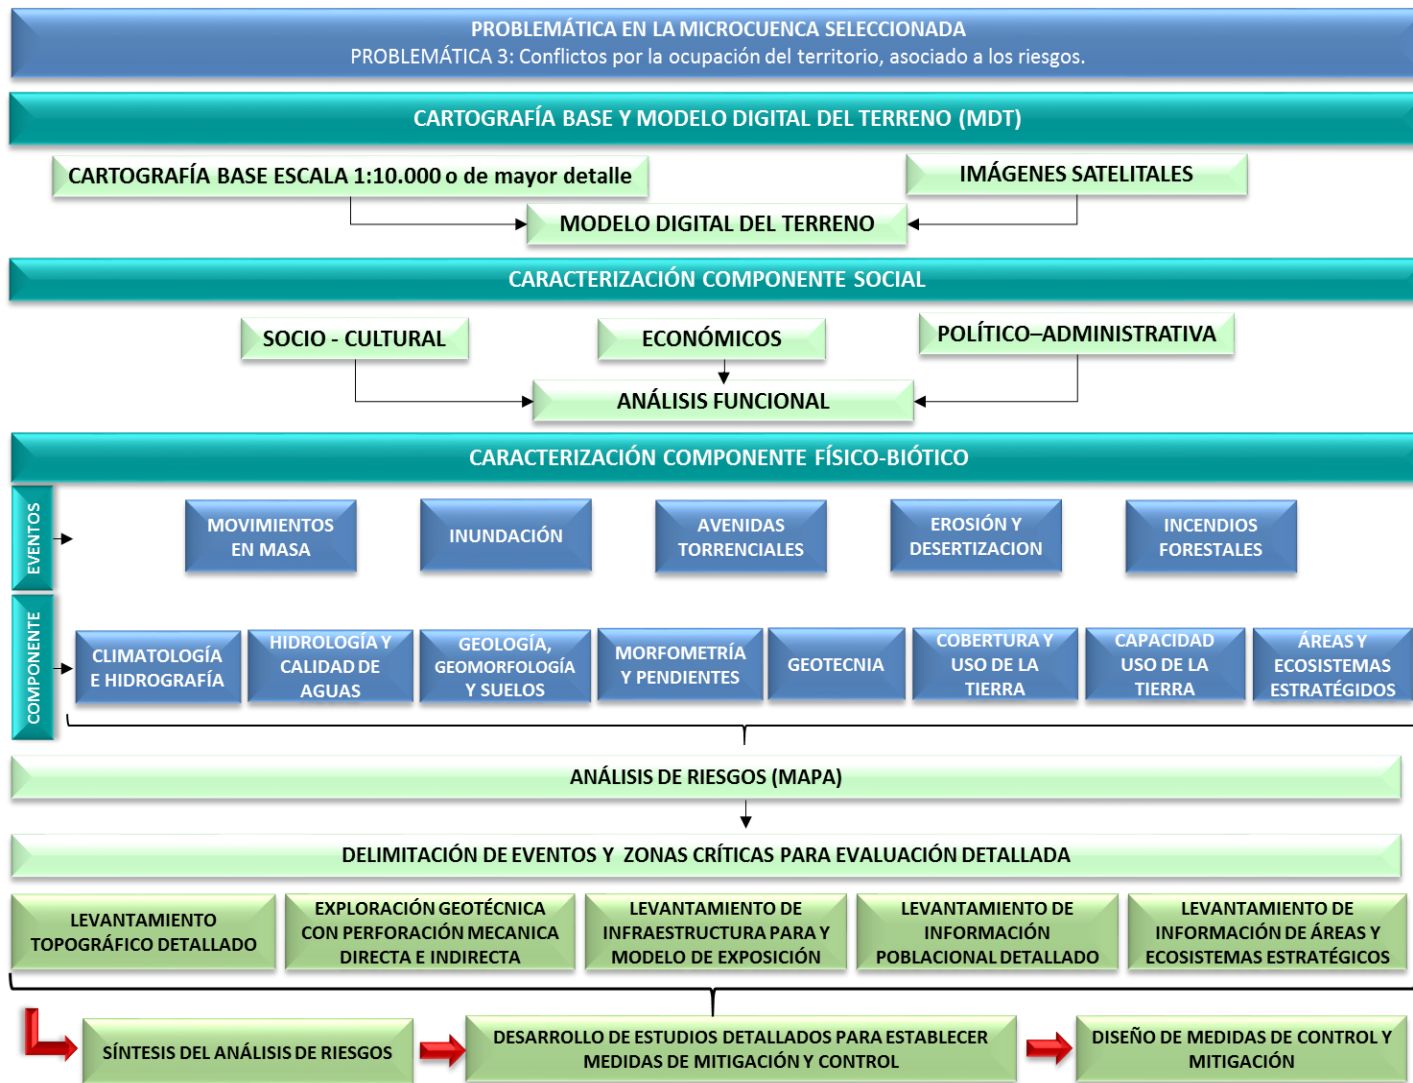 PROBLEMÁTICA EN LA MICROCUENCA SELECCIONADA
PROBLEMÁTICA 3: Conflictos por la ocupación del territorio, asociado a los riesgos.
CARTOGRAFÍA BASE Y MODELO DIGITAL DEL TERRENO (MDT)
CARTOGRAFÍA BASE ESCALA 1:10.000 o de mayor detalle
IMÁGENES SATELITALES
MODELO DIGITAL DEL TERRENO
CARACTERIZACIÓN COMPONENTE SOCIAL
SOCIO - CULTURAL
ECONÓMICOS
POLÍTICO–ADMINISTRATIVA
ANÁLISIS FUNCIONAL
CARACTERIZACIÓN COMPONENTE FÍSICO-BIÓTICO
EVENTOS
MOVIMIENTOS
EN MASA
INUNDACIÓN
AVENIDAS
TORRENCIALES
EROSIÓN Y
DESERTIZACION
INCENDIOS
FORESTALES
COMPONENTE
CLIMATOLOGÍA
E HIDROGRAFÍA
HIDROLOGÍA Y
CALIDAD DE
AGUAS
GEOLOGÍA,
GEOMORFOLOGÍA
Y SUELOS
MORFOMETRÍA
Y PENDIENTES
GEOTECNIA
COBERTURA Y
USO DE LA
TIERRA
CAPACIDAD
USO DE LA
TIERRA
ÁREAS Y
ECOSISTEMAS
ESTRATÉGIDOS
ANÁLISIS DE RIESGOS (MAPA)
DELIMITACIÓN DE EVENTOS Y ZONAS CRÍTICAS PARA EVALUACIÓN DETALLADA
LEVANTAMIENTO
TOPOGRÁFICO DETALLADO
EXPLORACIÓN GEOTÉCNICA
CON PERFORACIÓN MECANICA
DIRECTA E INDIRECTA
LEVANTAMIENTO DE
INFRAESTRUCTURA PARA Y
MODELO DE EXPOSICIÓN
LEVANTAMIENTO DE
INFORMACIÓN
POBLACIONAL DETALLADO
LEVANTAMIENTO DE
INFORMACIÓN DE ÁREAS Y
ECOSISTEMAS ESTRATÉGICOS
SÍNTESIS DEL ANÁLISIS DE RIESGOS
DESARROLLO DE ESTUDIOS DETALLADOS PARA ESTABLECER
MEDIDAS DE MITIGACIÓN Y CONTROL
DISEÑO DE MEDIDAS DE CONTROL Y
MITIGACIÓN